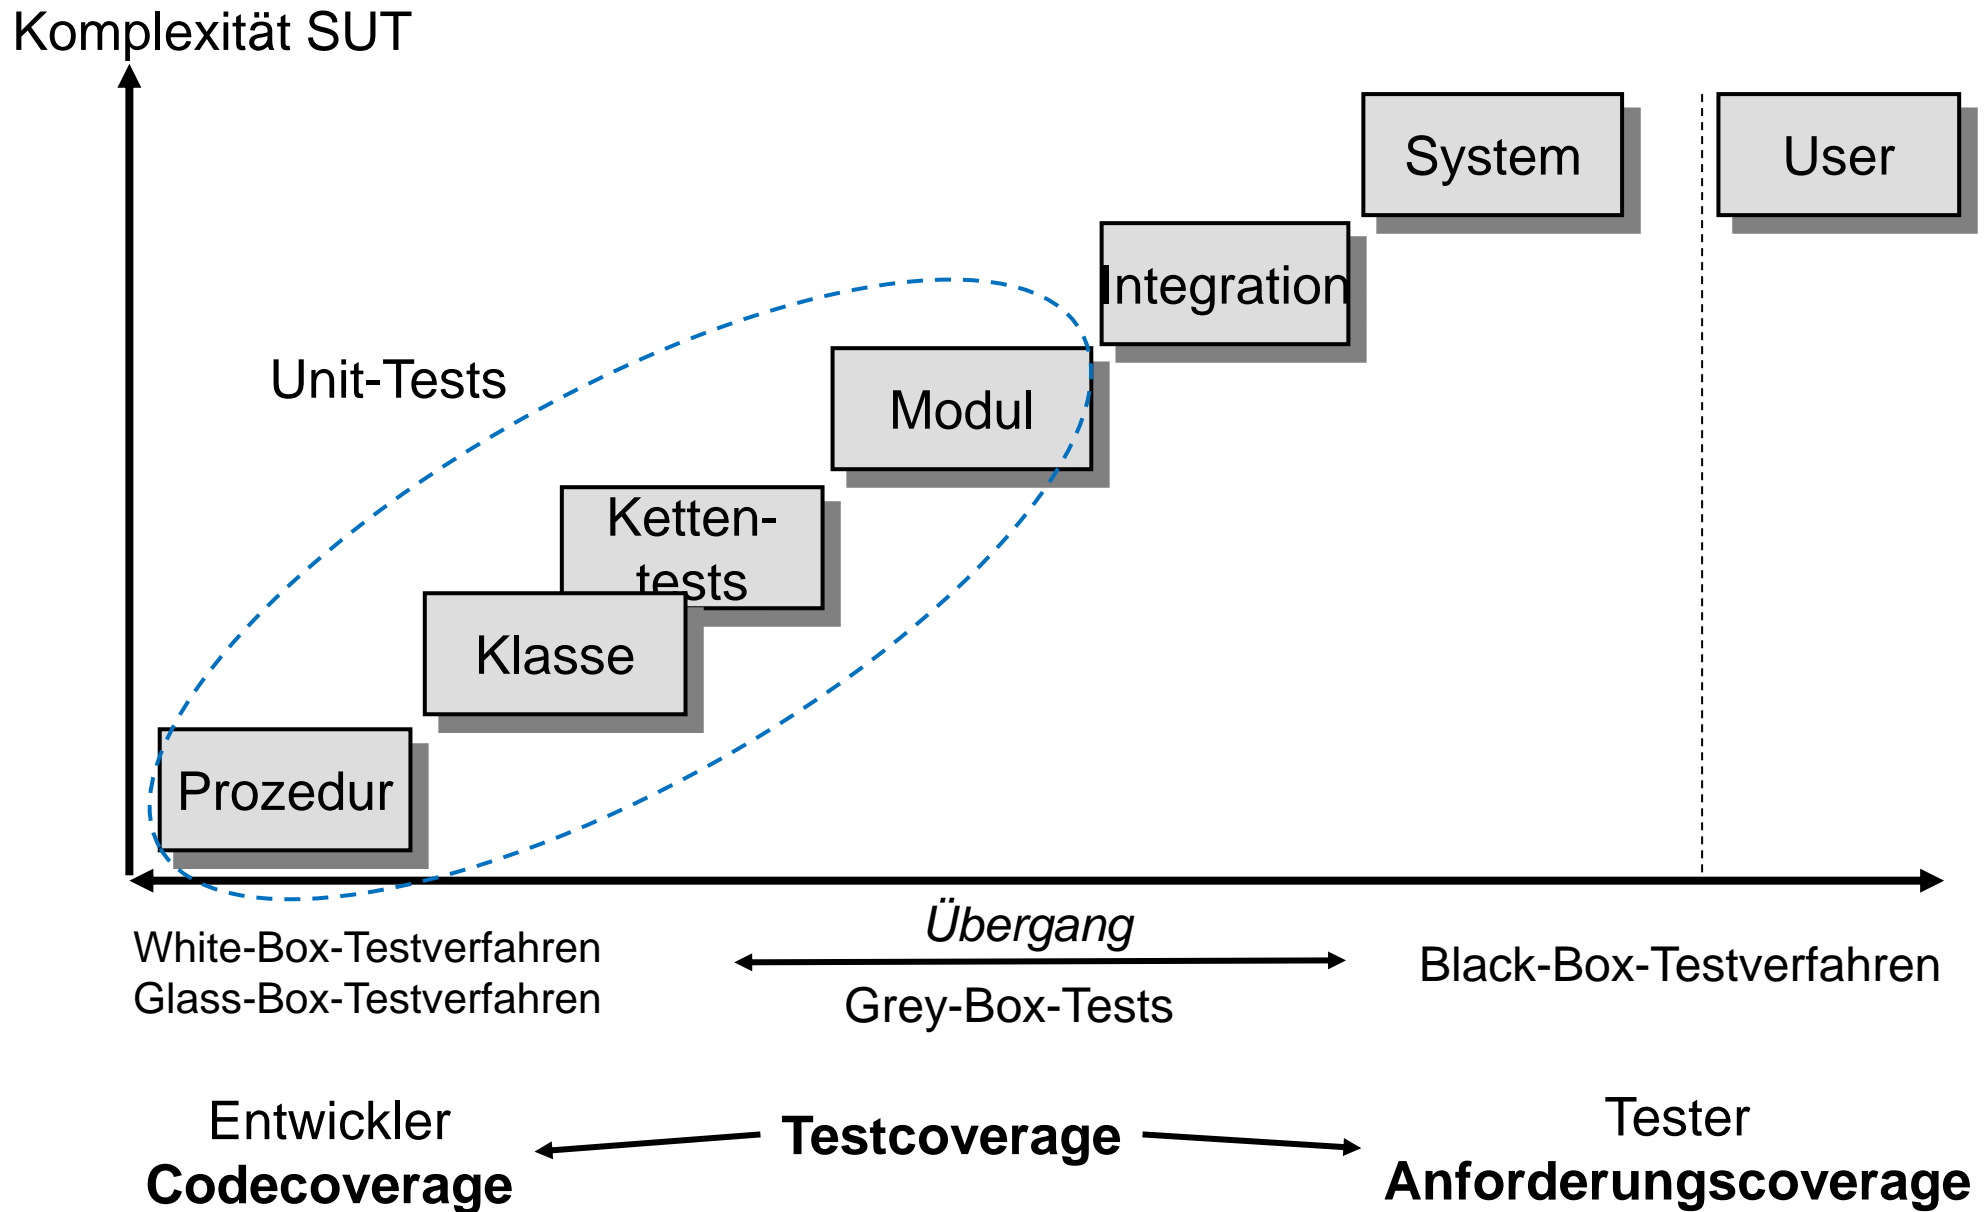 Komplexität SUT
System
User
Integration
Unit-Tests
Modul
Ketten-
tests
Klasse
Prozedur
White-Box-Testverfahren
Glass-Box-Testverfahren
Übergang
Grey-Box-Tests
Black-Box-Testverfahren
Entwickler
Codecoverage
Testcoverage
Tester
Anforderungscoverage